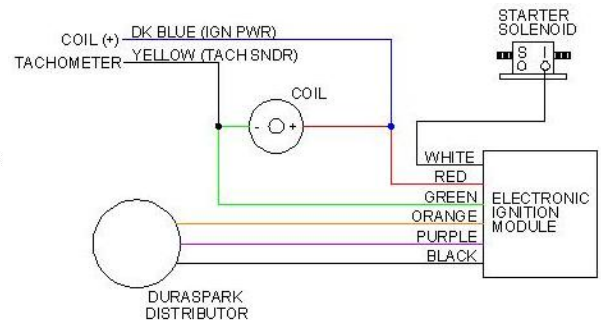 STARTER
SOLENOID
S I
COIL (+) DK BLUE (IGN PWR)
TACHOMETER YELLOW (TACH SNDR)
COIL
- +
WHITE
RED
GREEN
ORANGE
PURPLE
BLACK
ELECTRONIC
IGNITION
MODULE
DURASPARK
DISTRIBUTOR